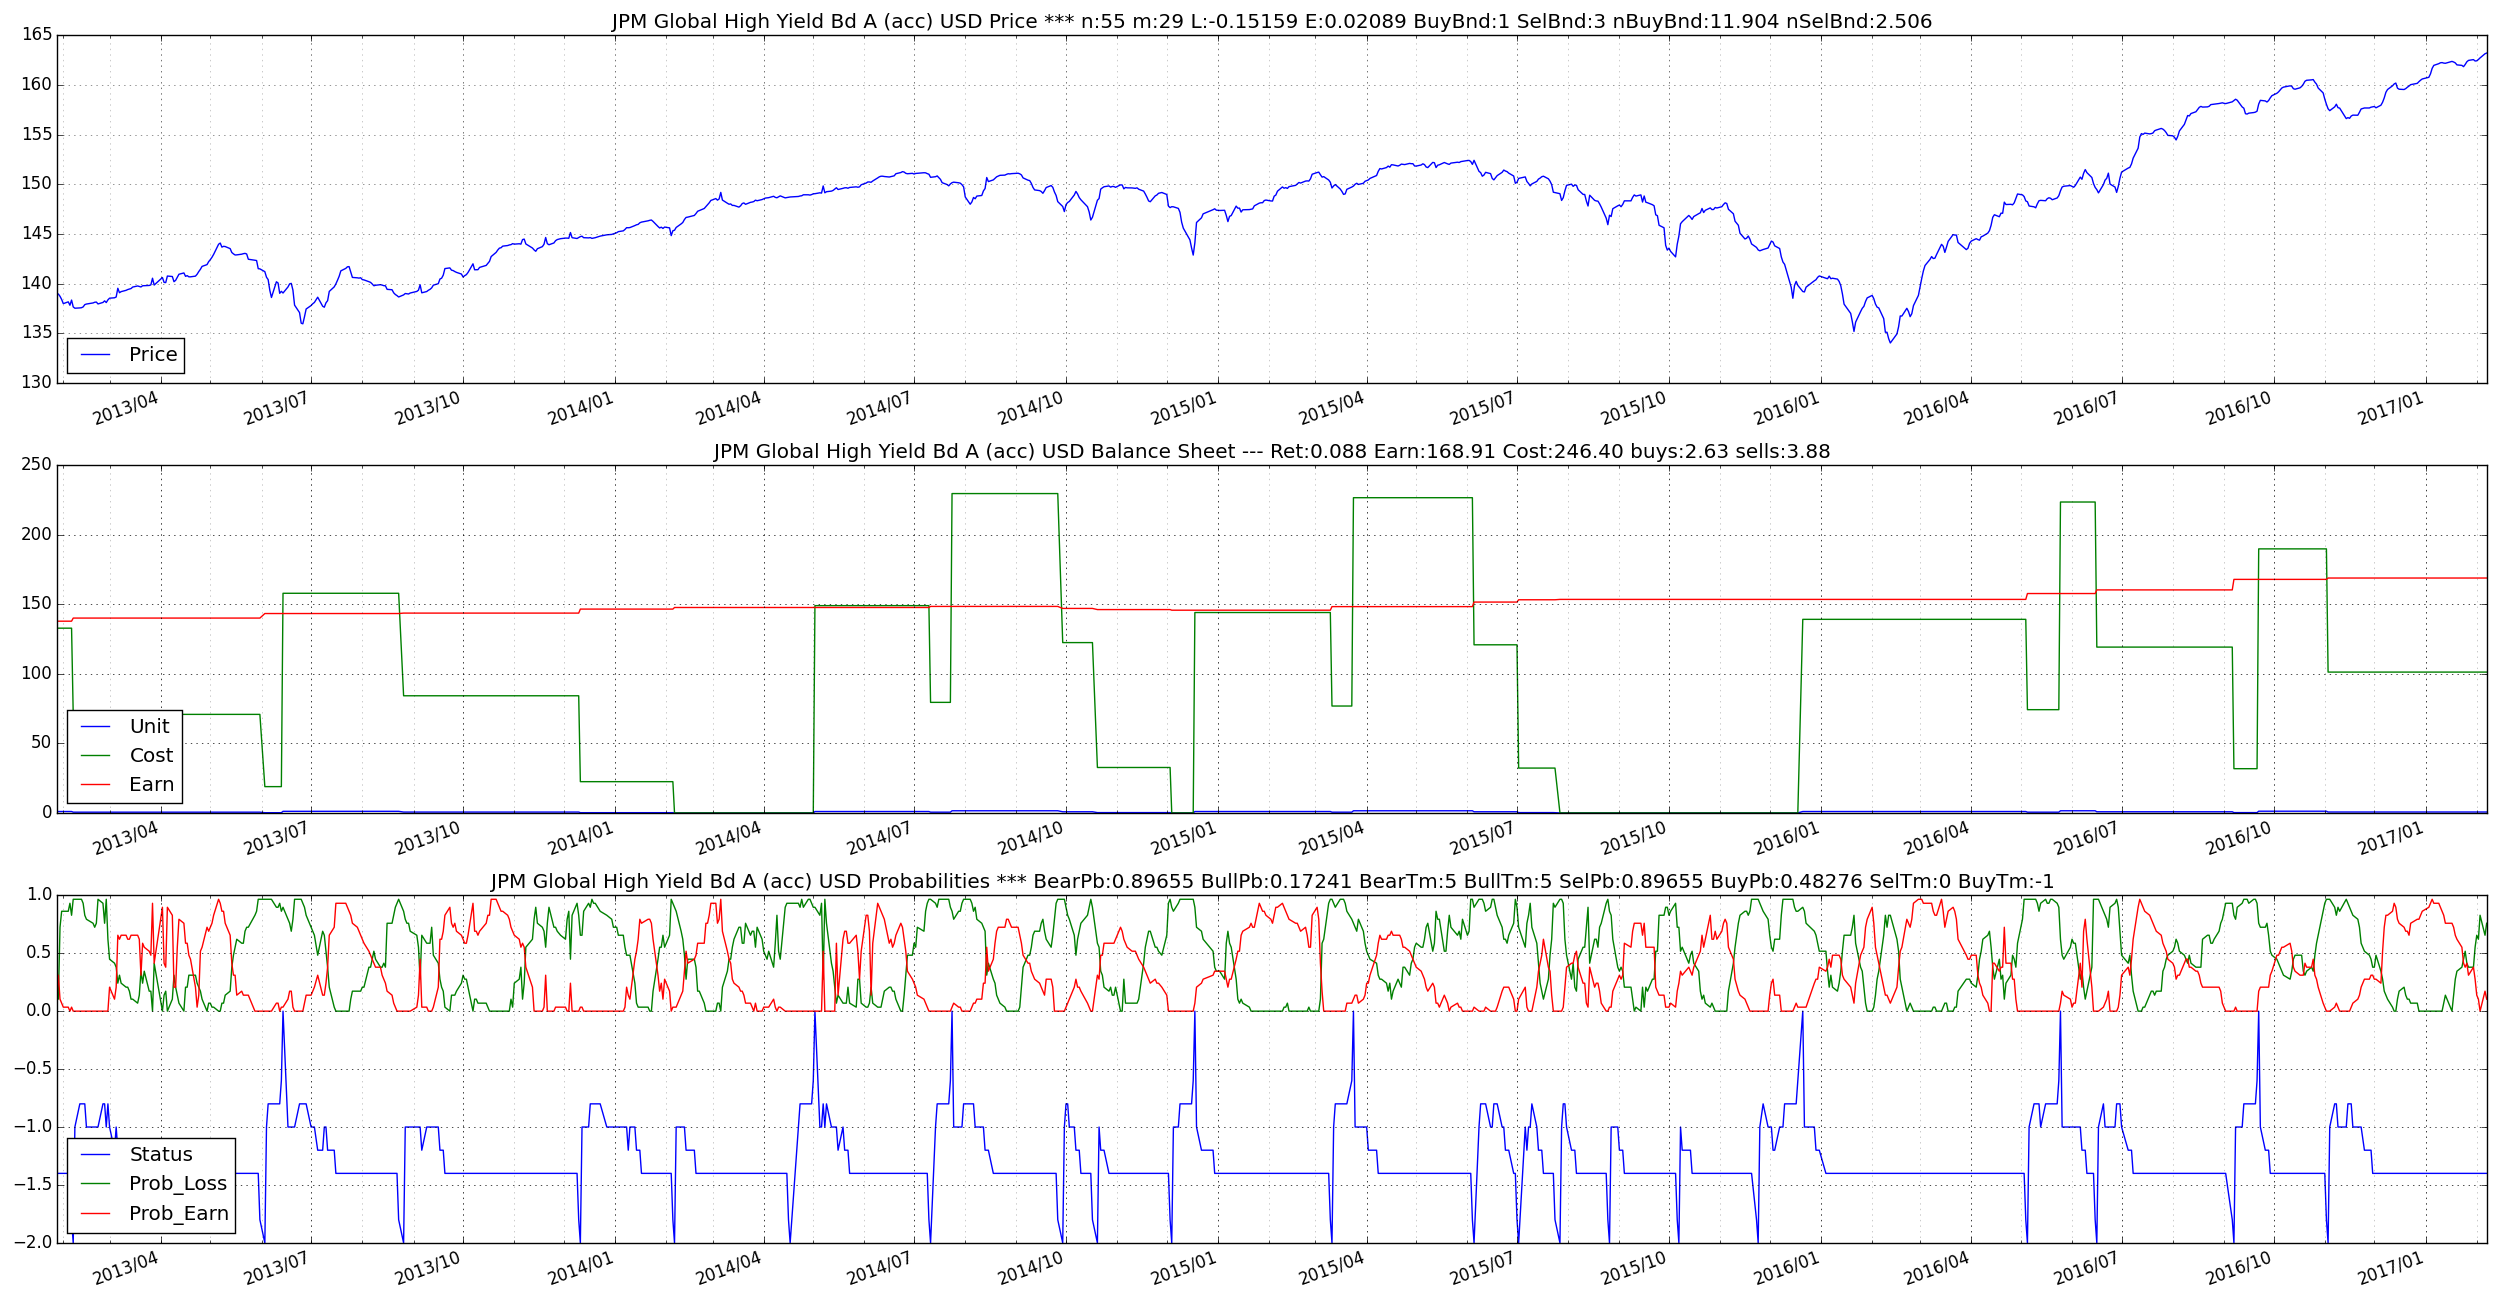 JPM Global High Yield Bd A (acc) USD Price *** n:55 m:29 L:-0.15159 E:0.02089 BuyBnd:1 SelBnd:3 nBuyBnd:11.904 nSelBnd:2.506
165
160
155
150
145
140
135
130
Price
2013/04 2013/07 2013/10 2014/01 2014/04 2014/07 2014/10 2015/01 2015/04 2015/07 2015/10 2016/01 2016/04 2016/07 2016/10 2017/01
JPM Global High Yield Bd A (acc) USD Balance Sheet --- Ret:0.088 Earn:168.91 Cost:246.40 buys:2.63 sells:3.88
250
200
150
100
50
0
Unit
Cost
Earn
2013/04 2013/07 2013/10 2014/01 2014/04 2014/07 2014/10 2015/01 2015/04 2015/07 2015/10 2016/01 2016/04 2016/07 2016/10 2017/01
JPM Global High Yield Bd A (acc) USD Probabilities *** BearPb:0.89655 BullPb:0.17241 BearTm:5 BullTm:5 SelPb:0.89655 BuyPb:0.48276 SelTm:0 BuyTm:-1
1.0
0.5
0.0
−0.5
−1.0
−1.5
−2.0
Status
Prob_Loss
Prob_Earn
2013/04 2013/07 2013/10 2014/01 2014/04 2014/07 2014/10 2015/01 2015/04 2015/07 2015/10 2016/01 2016/04 2016/07 2016/10 2017/01